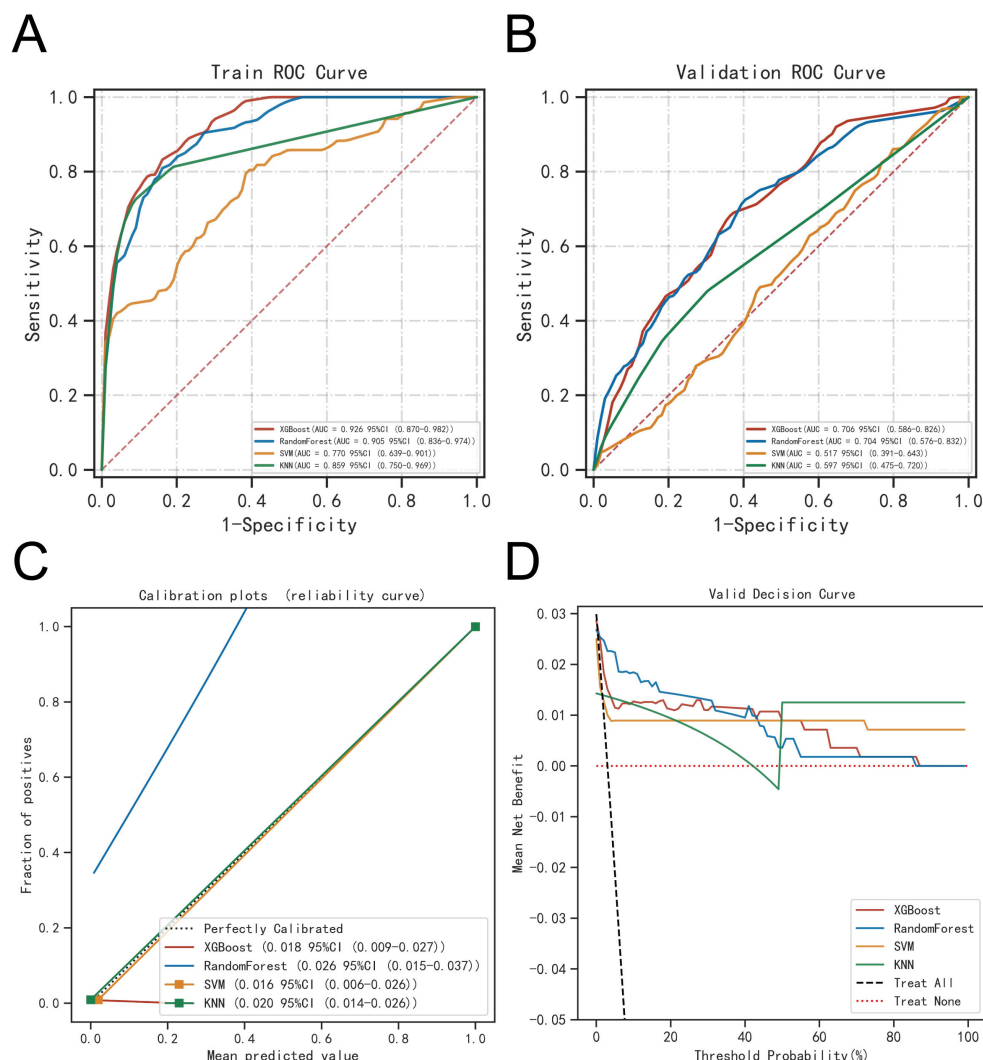 A
Train ROC Curve
1.0
0.8
0.6
0.4
0.2
0.0
Sensitivity
XGBoost(AUC = 0.926 95%CI (0.870-0.982))
RandomForest(AUC = 0.905 95%CI (0.836-0.974))
SVM(AUC = 0.770 95%CI (0.639-0.901))
KNN(AUC = 0.859 95%CI (0.750-0.969))
0.0 0.2 0.4 0.6 0.8 1.0
1-Specificity
B
Validation ROC Curve
1.0
0.8
0.6
0.4
0.2
0.0
Sensitivity
XGBoost(AUC = 0.706 95%CI (0.586-0.826))
RandomForest(AUC = 0.704 95%CI (0.576-0.832))
SVM(AUC = 0.517 95%CI (0.391-0.643))
KNN(AUC = 0.597 95%CI (0.475-0.720))
0.0 0.2 0.4 0.6 0.8 1.0
1-Specificity
C
Calibration plots (reliability curve)
1.0
0.8
0.6
0.4
0.2
0.0
Fraction of positives
Perfectly Calibrated
XGBoost (0.018 95%CI (0.009-0.027))
RandomForest (0.026 95%CI (0.015-0.037))
SVM (0.016 95%CI (0.006-0.026))
KNN (0.020 95%CI (0.014-0.026))
0.0 0.2 0.4 0.6 0.8 1.0
Mean predicted value
D
Valid Decision Curve
0.03
0.02
0.01
0.00
-0.01
-0.02
-0.03
-0.04
-0.05
Mean Net Benefit
XGBoost
RandomForest
SVM
KNN
Treat All
Treat None
0 20 40 60 80 100
Threshold Probability(%)